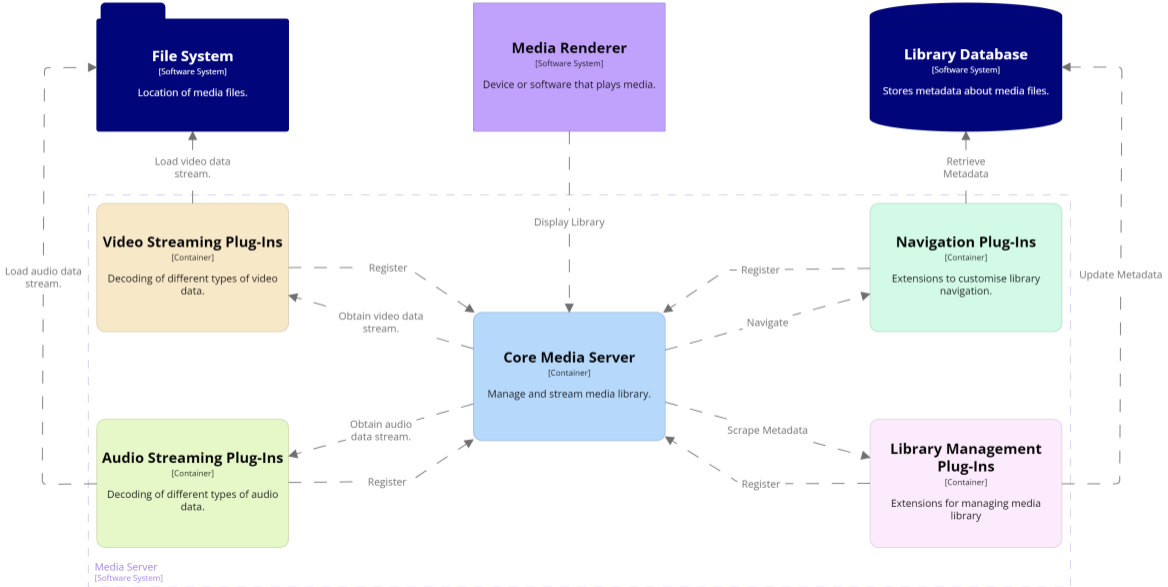 File System
[Software System]
Location of media files.
Media Renderer
[Software System]
Device or software that plays media.
Library Database
[Software System]
Stores metadata about media files.
Load video data
stream.
Retrieve
Metadata
Display Library
Video Streaming Plug-Ins
[Container]
Decoding of different types of video
data.
Navigation Plug-Ins
[Container]
Extensions to customise library
navigation.
Load audio data
stream.
Register
Register
Update Metadata
Obtain video data
stream.
Navigate
Core Media Server
[Container]
Manage and stream media library.
Obtain audio
data stream.
Scrape Metadata
Audio Streaming Plug-Ins
[Container]
Decoding of different types of audio
data.
Register
Register
Library Management
Plug-Ins
[Container]
Extensions for managing media
library
Media Server
[Software System]